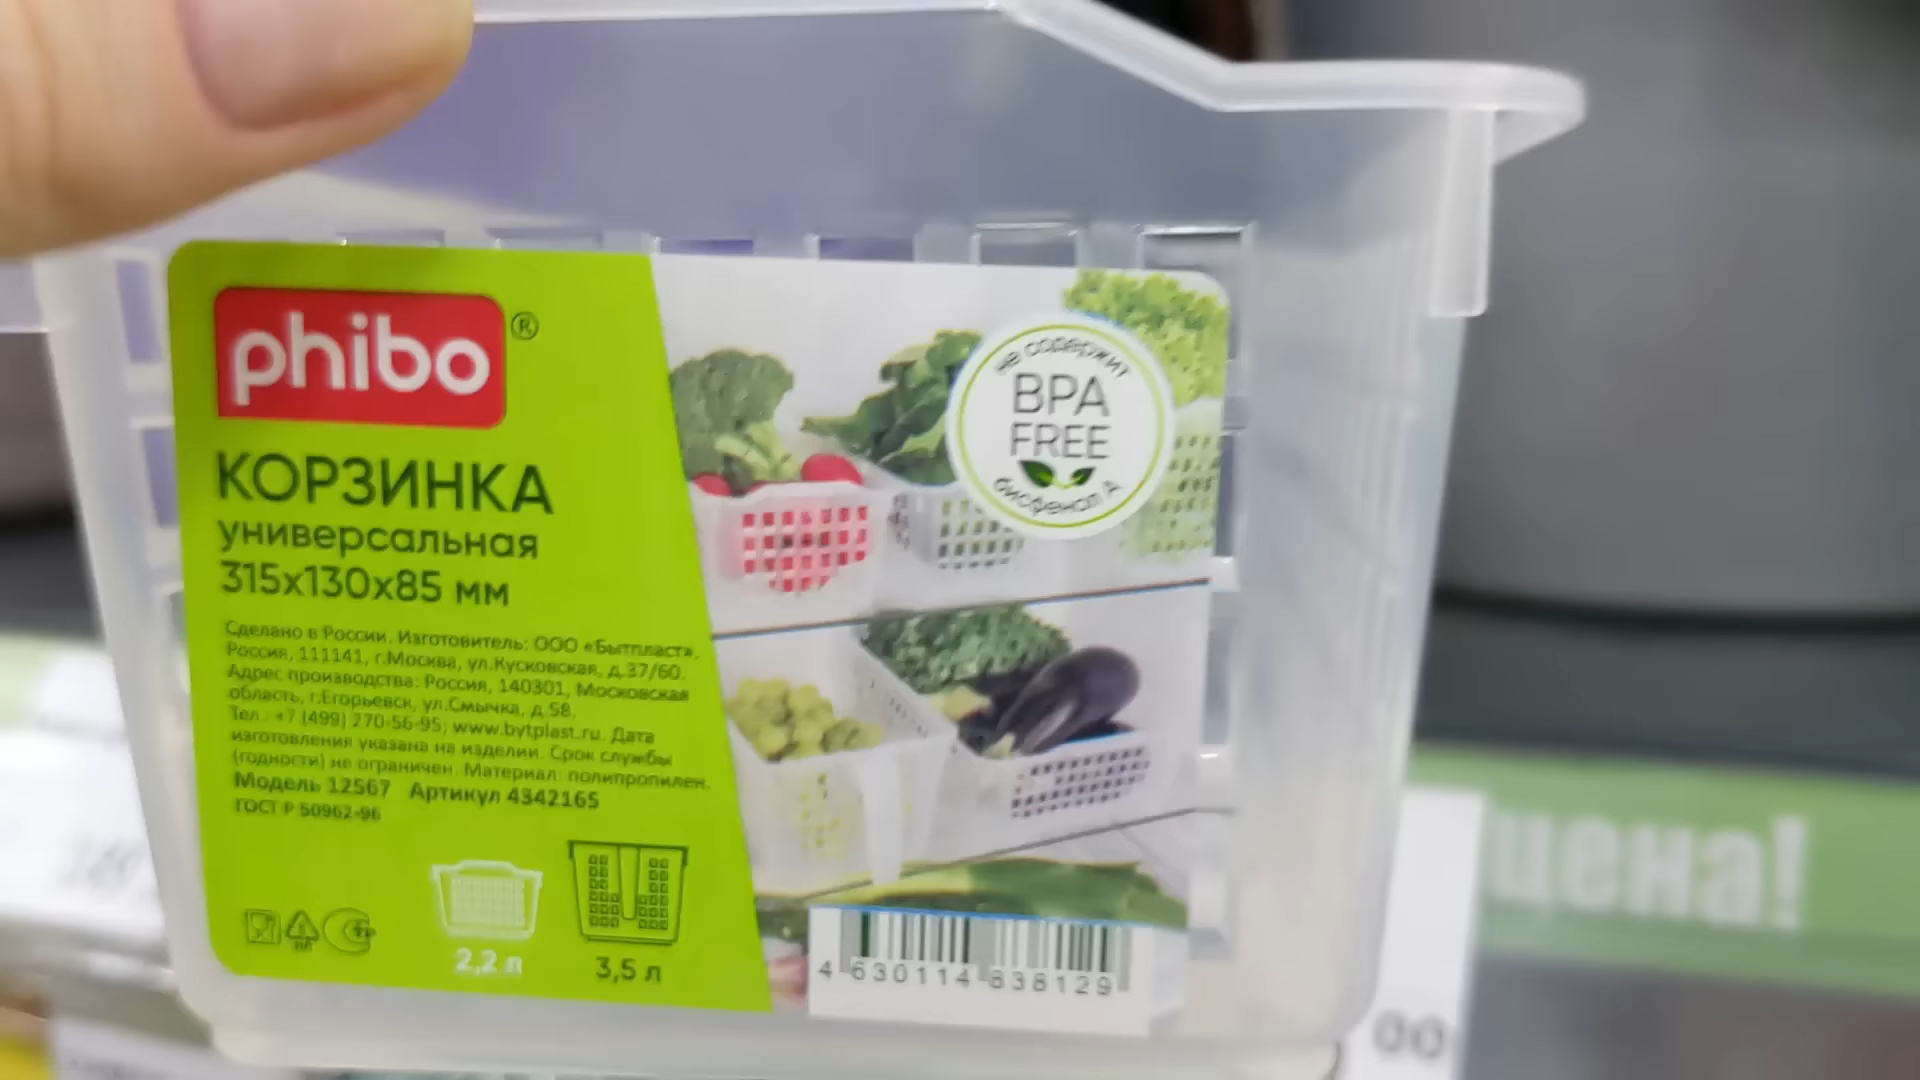 phibo®
КОРЗИНКА
универсальная
315х130х85 мм
Сделано в России. Изготовитель: ООО «Бытпласт».
Россия, 111141, г.Москва, ул.Кусковская, д.37/60.
Адрес производства: Россия, 140301, Московская
область, г.Егорьевск, ул.Смычка, д.58.
Тел.: +7 (499) 270-56-95; www.bytplast.ru. Дата
изготовления указана на изделии. Срок службы
(годности) не ограничен. Материал: полипропилен.
Модель 12567 Артикул 4342165
ГОСТ Р 50962-96
2,2 л
3,5 л
не содержит
BPA
FREE
бисфенол А
4 630114 838129
цена!
00